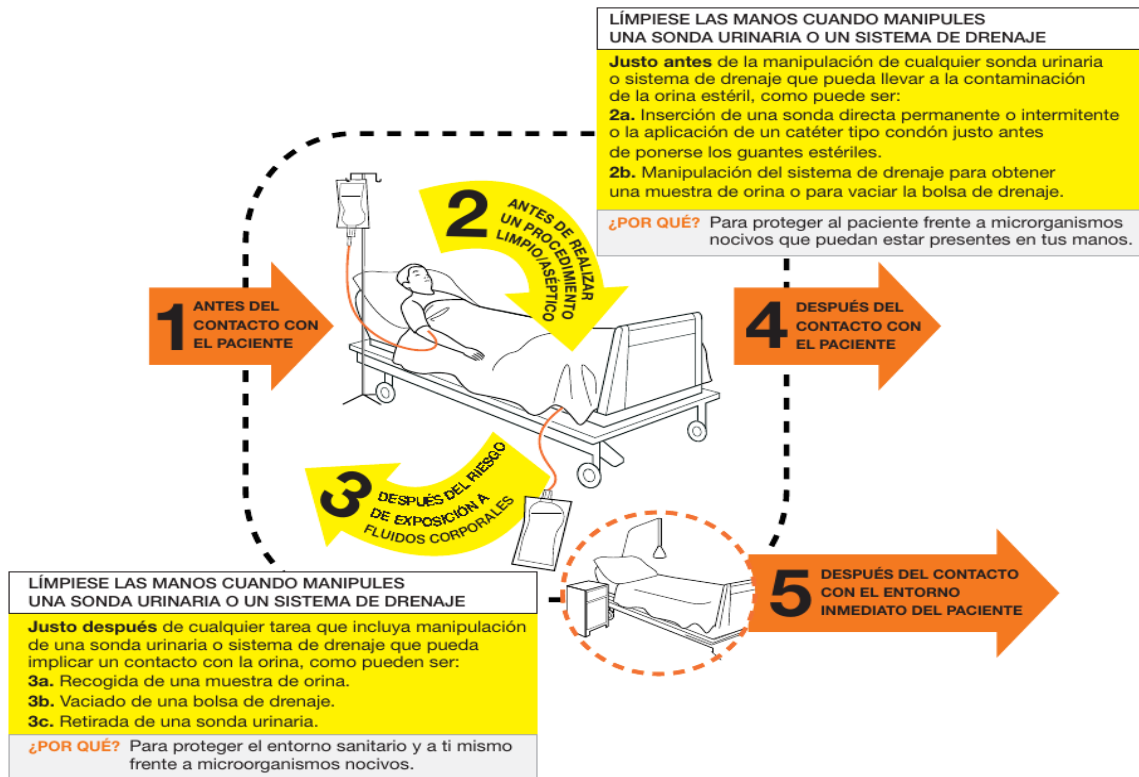 LÍMPIESE LAS MANOS CUANDO MANIPULES
UNA SONDA URINARIA O UN SISTEMA DE DRENAJE
Justo antes de la manipulación de cualquier sonda urinaria
o sistema de drenaje que pueda llevar a la contaminación
de la orina estéril, como puede ser:
2a. Inserción de una sonda directa permanente o intermitente
o la aplicación de un catéter tipo condón justo antes
de ponerse los guantes estériles.
2b. Manipulación del sistema de drenaje para obtener
una muestra de orina o para vaciar la bolsa de drenaje.
¿POR QUÉ? Para proteger al paciente frente a microrganismos
nocivos que puedan estar presentes en tus manos.
1
ANTES DEL
CONTACTO CON
EL PACIENTE
2
ANTES DE REALIZAR
UN PROCEDIMIENTO
LIMPIO/ASÉPTICO
4
DESPUÉS DEL
CONTACTO CON
EL PACIENTE
3
DESPUÉS DEL RIESGO
DE EXPOSICIÓN A
FLUIDOS CORPORALES
5
DESPUÉS DEL CONTACTO
CON EL ENTORNO
INMEDIATO DEL PACIENTE
LÍMPIESE LAS MANOS CUANDO MANIPULES
UNA SONDA URINARIA O UN SISTEMA DE DRENAJE
Justo después de cualquier tarea que incluya manipulación
de una sonda urinaria o sistema de drenaje que pueda
implicar un contacto con la orina, como pueden ser:
3a. Recogida de una muestra de orina.
3b. Vaciado de una bolsa de drenaje.
3c. Retirada de una sonda urinaria.
¿POR QUÉ? Para proteger el entorno sanitario y a ti mismo
frente a microorganismos nocivos.